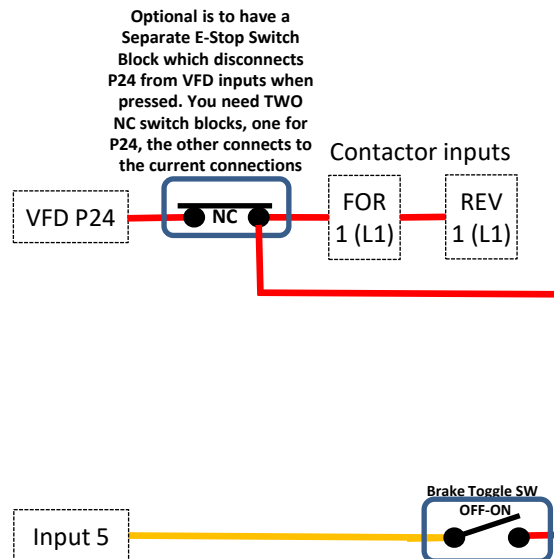 Optional is to have a
Separate E-Stop Switch
Block which disconnects
P24 from VFD inputs when
pressed. You need TWO
NC switch blocks, one for
P24, the other connects to
the current connections
Contactor inputs
VFD P24
NC
FOR
1 (L1)
REV
1 (L1)
Brake Toggle SW
OFF-ON
Input 5